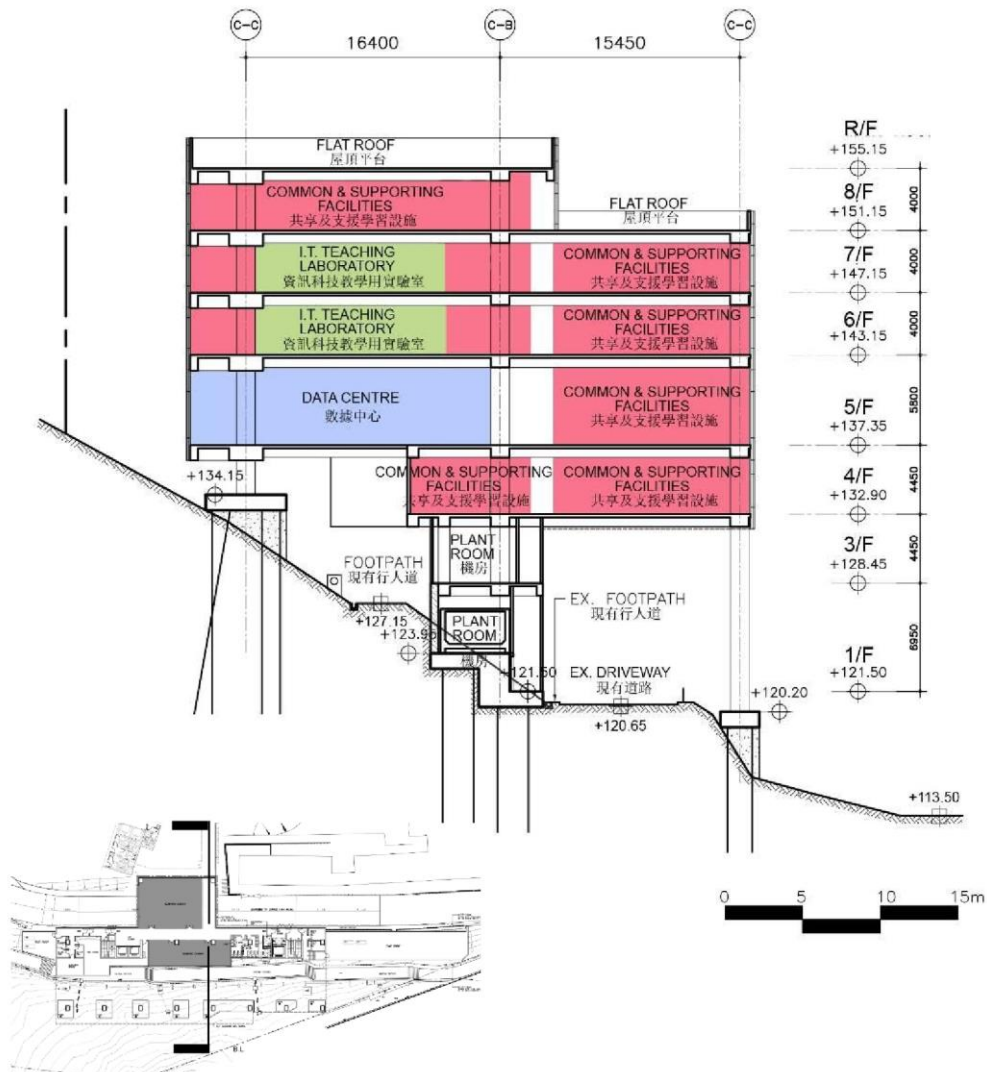 C-C
C-B
C-C
16400
15450
FLAT ROOF
屋頂平台
R/F
+155.15
COMMON & SUPPORTING
FACILITIES
共享及支援學習設施
FLAT ROOF
屋頂平台
8/F
+151.15
4000
I.T. TEACHING
LABORATORY
資訊科技教學用實驗室
COMMON & SUPPORTING
FACILITIES
共享及支援學習設施
7/F
+147.15
4000
I.T. TEACHING
LABORATORY
資訊科技教學用實驗室
COMMON & SUPPORTING
FACILITIES
共享及支援學習設施
6/F
+143.15
4000
DATA CENTRE
數據中心
COMMON & SUPPORTING
FACILITIES
共享及支援學習設施
5/F
+137.35
5800
+134.15
COMMON & SUPPORTING
FACILITIES
共享及支援學習設施
COMMON & SUPPORTING
FACILITIES
共享及支援學習設施
4/F
+132.90
4450
FOOTPATH
現有行人道
PLANT
ROOM
機房
3/F
+128.45
4450
+127.15
+123.95
PLANT
ROOM
機房
EX. FOOTPATH
現有行人道
6950
+121.50
EX. DRIVEWAY
現有道路
+120.65
1/F
+121.50
+120.20
+113.50
0 5 10 15m